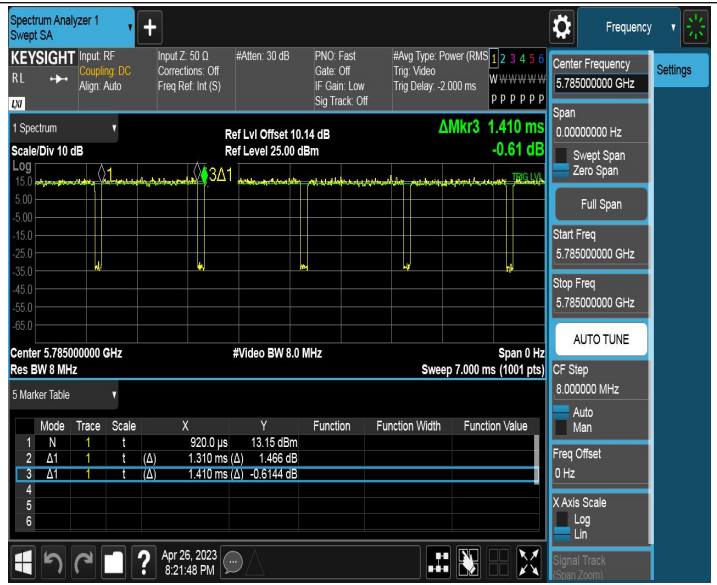 Spectrum Analyzer 1
Swept SA
+
Frequency
KEYSIGHT
Input: RF
Input Z: 50 Ω
#Atten: 30 dB
PNO: Fast
#Avg Type: Power (RMS
1 2 3 4 5 6
RL
Coupling: DC
Corrections: Off
Gate: Off
Trig: Video
W W W W W W
Align: Auto
Freq Ref: Int (S)
IF Gain: Low
Trig Delay: -2.000 ms
Sig Track: Off
P P P P P P
LXI
Center Frequency
5.785000000 GHz
Settings
Span
0.00000000 Hz
Swept Span
Zero Span
Full Span
Start Freq
5.785000000 GHz
Stop Freq
5.785000000 GHz
AUTO TUNE
CF Step
8.000000 MHz
Auto
Man
Freq Offset
0 Hz
X Axis Scale
Log
Lin
Signal Track
(Span Zoom)
1 Spectrum
Ref Lvl Offset 10.14 dB
ΔMkr3 1.410 ms
Scale/Div 10 dB
Ref Level 25.00 dBm
-0.61 dB
Log
15.0
5.00
-5.00
-15.0
-25.0
-35.0
-45.0
-55.0
-65.0
1
3Δ1
TRIG LVL
Center 5.785000000 GHz
#Video BW 8.0 MHz
Span 0 Hz
Res BW 8 MHz
Sweep 7.000 ms (1001 pts)
5 Marker Table
Mode Trace Scale X Y Function Function Width Function Value
1 N 1 t 920.0 µs 13.15 dBm
2 Δ1 1 t (Δ) 1.310 ms (Δ) 1.466 dB
3 Δ1 1 t (Δ) 1.410 ms (Δ) -0.6144 dB
4
5
6
?
Apr 26, 2023
8:21:48 PM